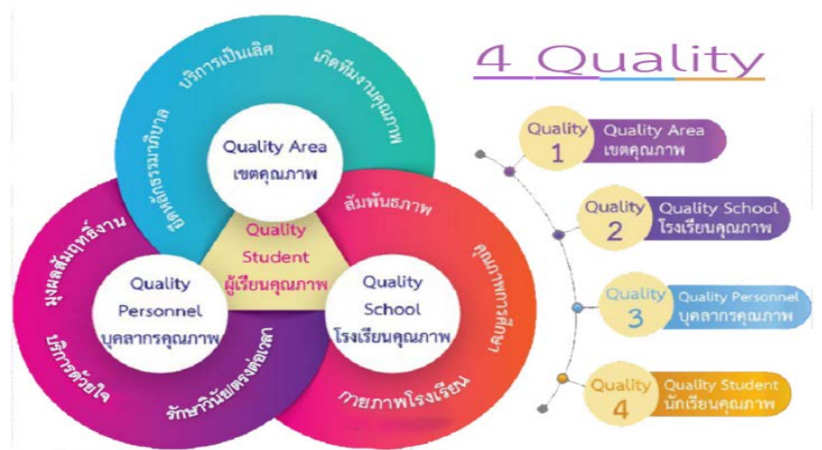 4 Quality
บริการเป็นเลิศ
เกิดทีมงานคุณภาพ
ยึดหลักธรรมาภิบาล
Quality Area
เขตคุณภาพ
สัมพันธภาพ
คุณภาพการศึกษา
กายภาพโรงเรียน
Quality
School
โรงเรียนคุณภาพ
Quality
Student
ผู้เรียนคุณภาพ
มุ่งผลสัมฤทธิ์งาน
บริการด้วยใจ
รักษาวินัย/ตรงต่อเวลา
Quality
Personnel
บุคลากรคุณภาพ
Quality
1
Quality Area
เขตคุณภาพ
Quality
2
Quality School
โรงเรียนคุณภาพ
Quality
3
Quality Personnel
บุคลากรคุณภาพ
Quality
4
Quality Student
นักเรียนคุณภาพ